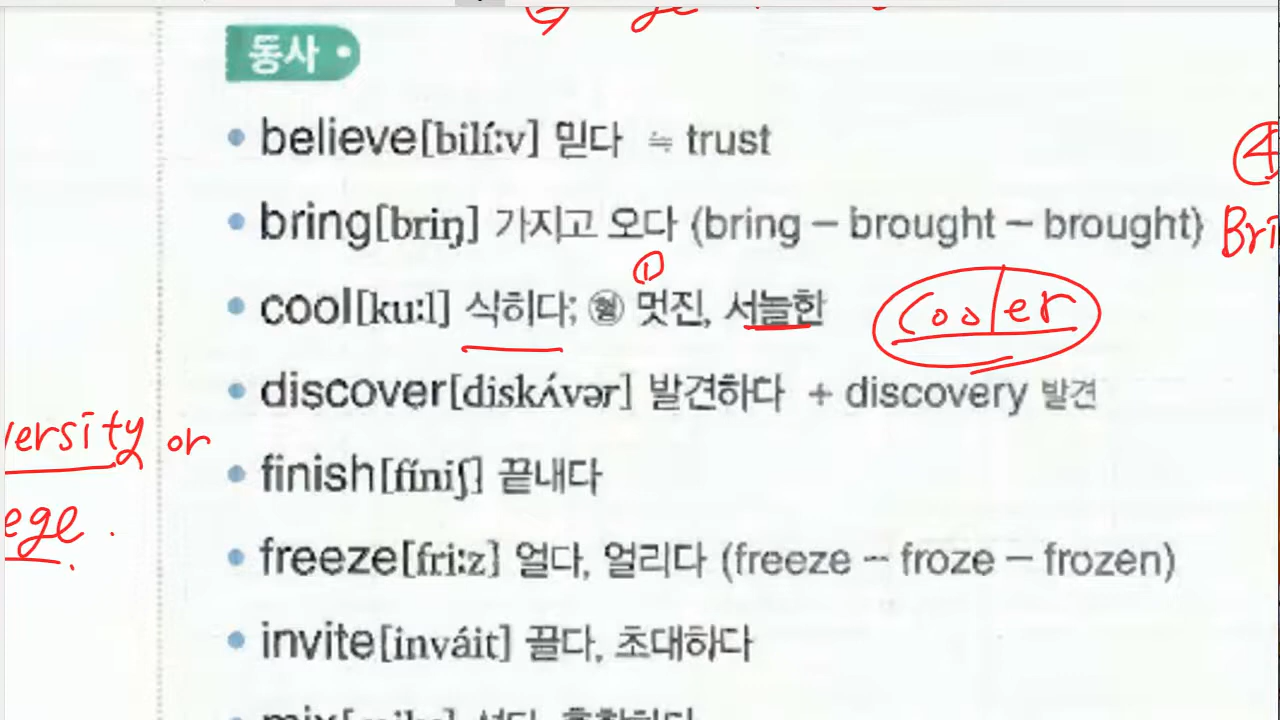 동사
• believe[bilíːv] 믿다 ≒ trust
④
• bring[briŋ] 가지고 오다 (bring – brought – brought)
Bri
①
• cool[kuːl] 식히다; ㉻ 멋진, 서늘한
cooler
• discover[diskʌ́vər] 발견하다 + discovery 발견
versity or
• finish[fíniʃ] 끝내다
ege.
• freeze[friːz] 얼다, 얼리다 (freeze – froze – frozen)
• invite[inváit] 끌다, 초대하다